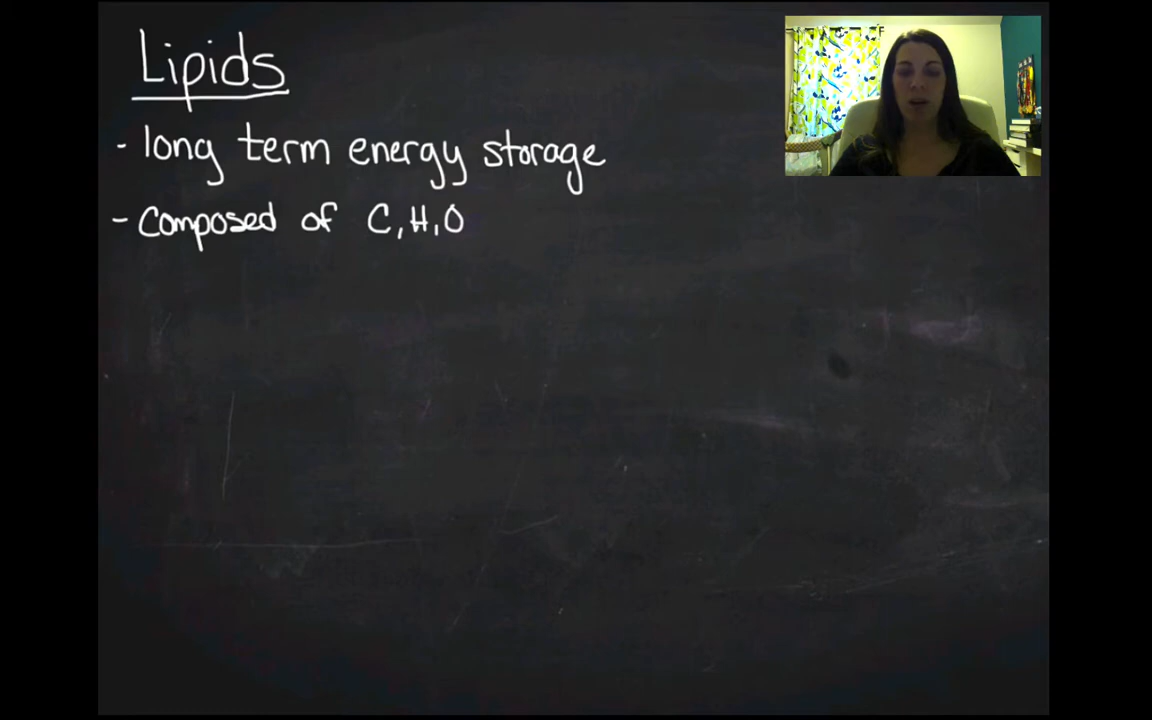 Lipids
- long term energy storage
- Composed of C, H, O